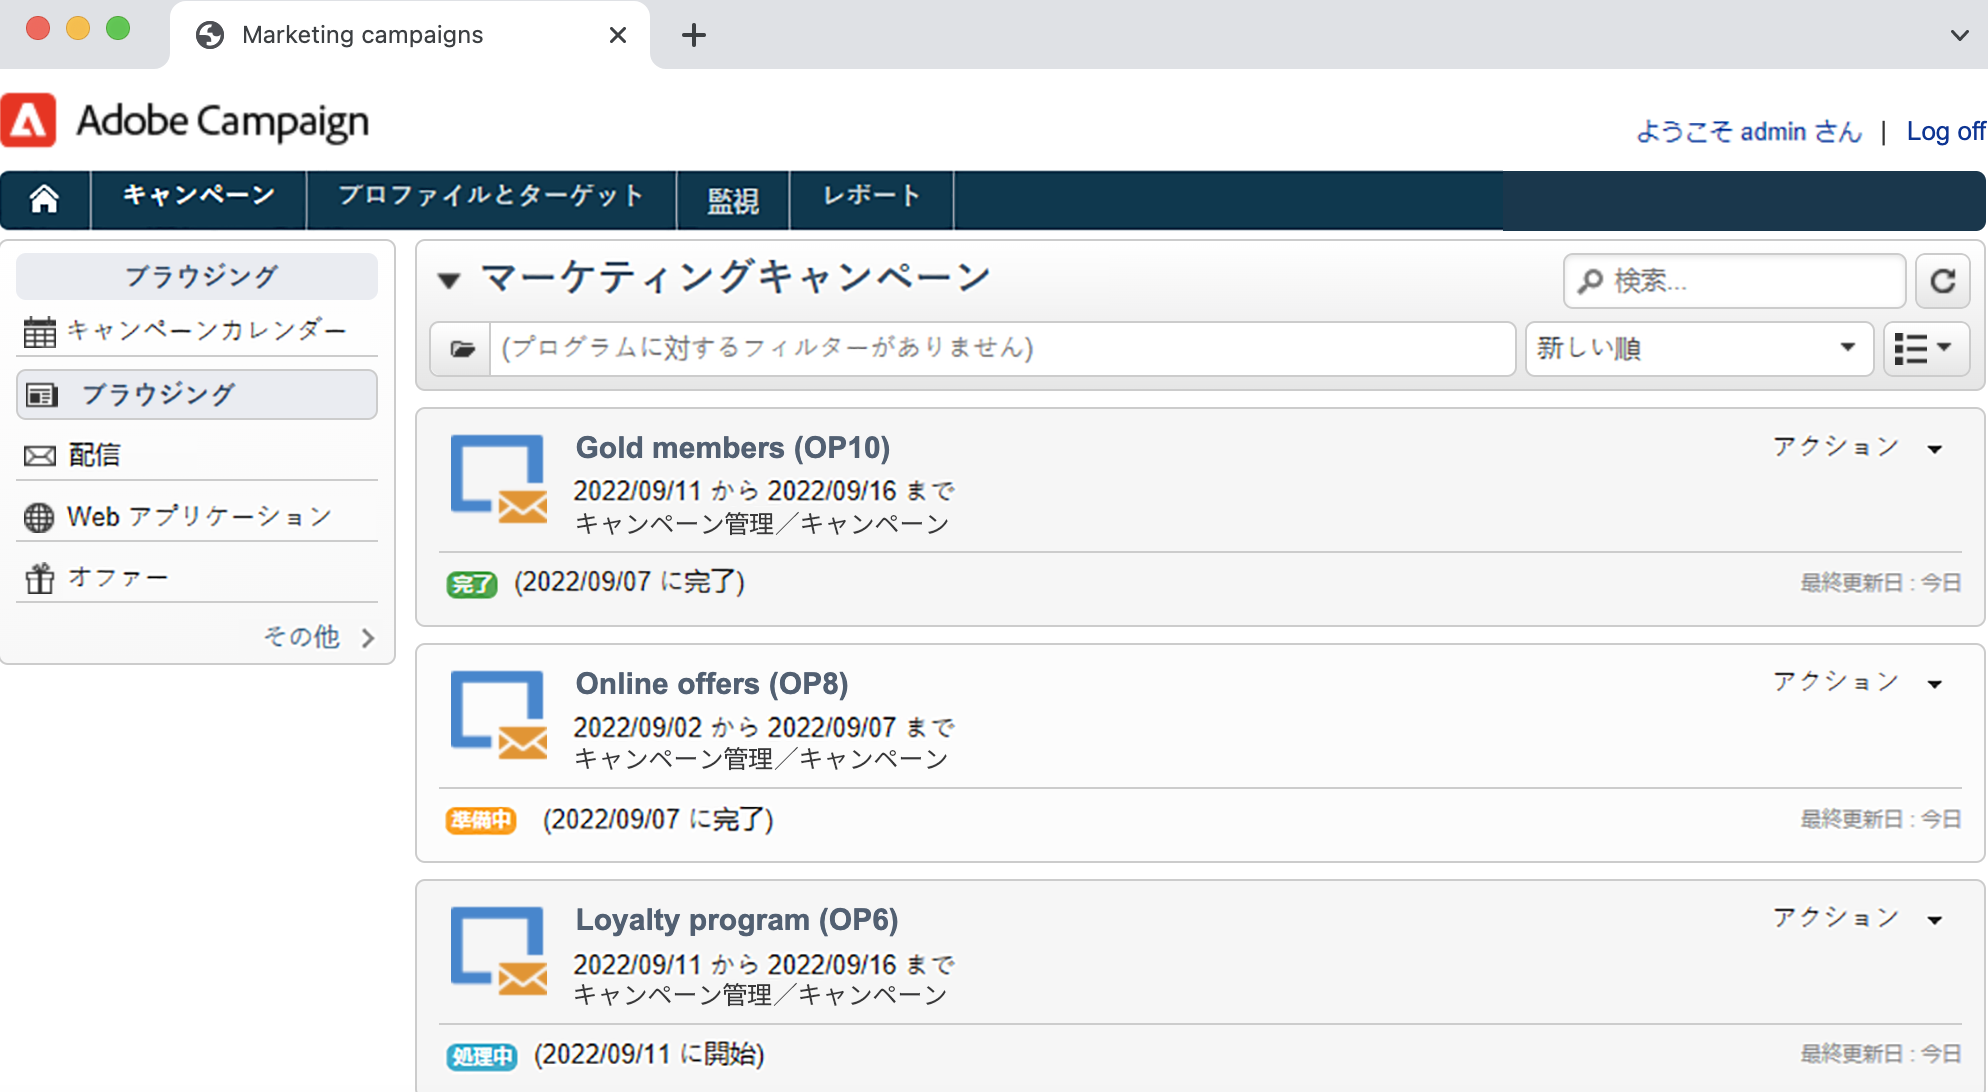 Marketing campaigns
Adobe Campaign
ようこそ admin さん | Log off
キャンペーン プロファイルとターゲット 監視 レポート
ブラウジング
キャンペーンカレンダー
ブラウジング
配信
Web アプリケーション
オファー
その他
マーケティングキャンペーン
検索...
(プログラムに対するフィルターがありません)
新しい順
Gold members (OP10)
アクション
2022/09/11 から 2022/09/16 まで
キャンペーン管理／キャンペーン
完了 (2022/09/07 に完了)
最終更新日 : 今日
Online offers (OP8)
アクション
2022/09/02 から 2022/09/07 まで
キャンペーン管理／キャンペーン
準備中 (2022/09/07 に完了)
最終更新日 : 今日
Loyalty program (OP6)
アクション
2022/09/11 から 2022/09/16 まで
キャンペーン管理／キャンペーン
処理中 (2022/09/11 に開始)
最終更新日 : 今日